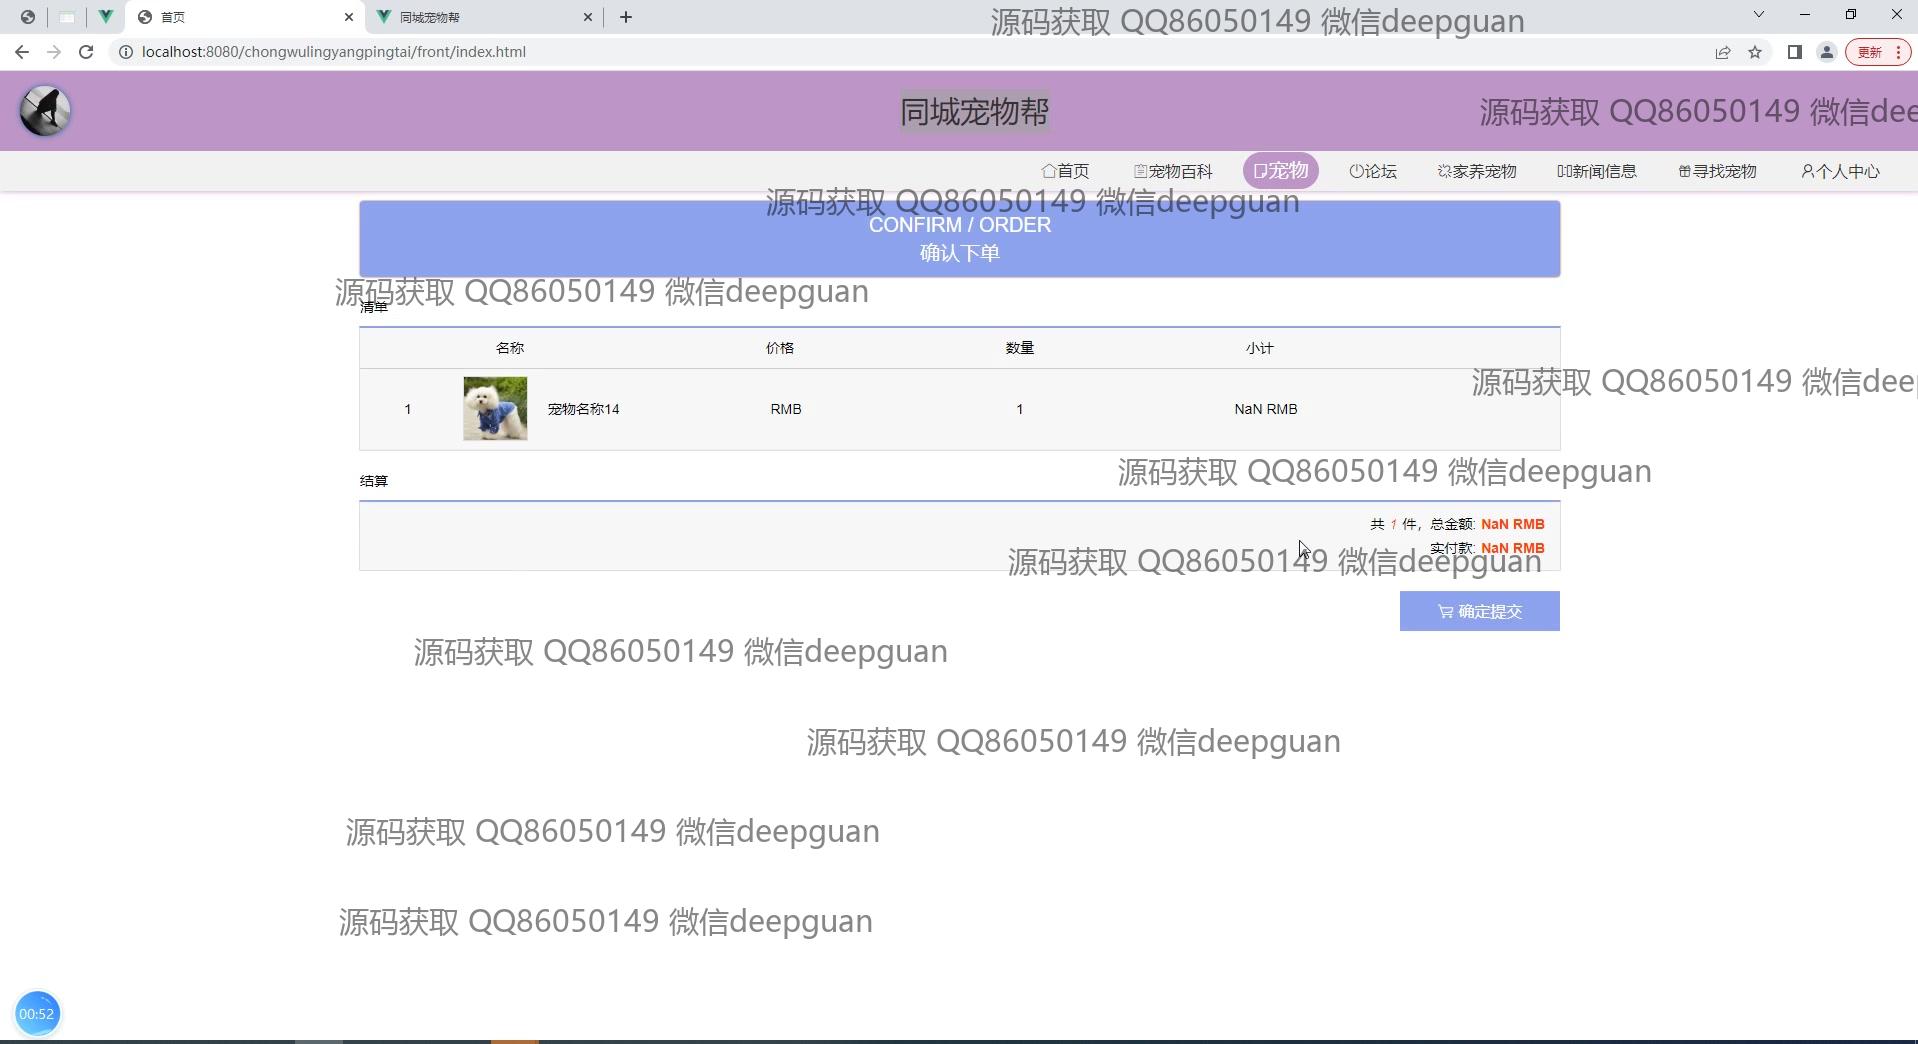 首页
同城宠物帮
源码获取 QQ86050149 微信deepguan
localhost:8080/chongwulingyangpingtai/front/index.html
更新
同城宠物帮
源码获取 QQ86050149 微信dee
首页 宠物百科 宠物 论坛 家养宠物 新闻信息 寻找宠物 个人中心
源码获取 QQ86050149 微信deepguan
CONFIRM / ORDER
确认下单
源码获取 QQ86050149 微信deepguan
清单
名称 价格 数量 小计
源码获取 QQ86050149 微信deep
1 宠物名称14 RMB 1 NaN RMB
源码获取 QQ86050149 微信deepguan
结算
共 1 件，总金额: NaN RMB
实付款: NaN RMB
源码获取 QQ86050149 微信deepguan
确定提交
源码获取 QQ86050149 微信deepguan
源码获取 QQ86050149 微信deepguan
源码获取 QQ86050149 微信deepguan
源码获取 QQ86050149 微信deepguan
00:52